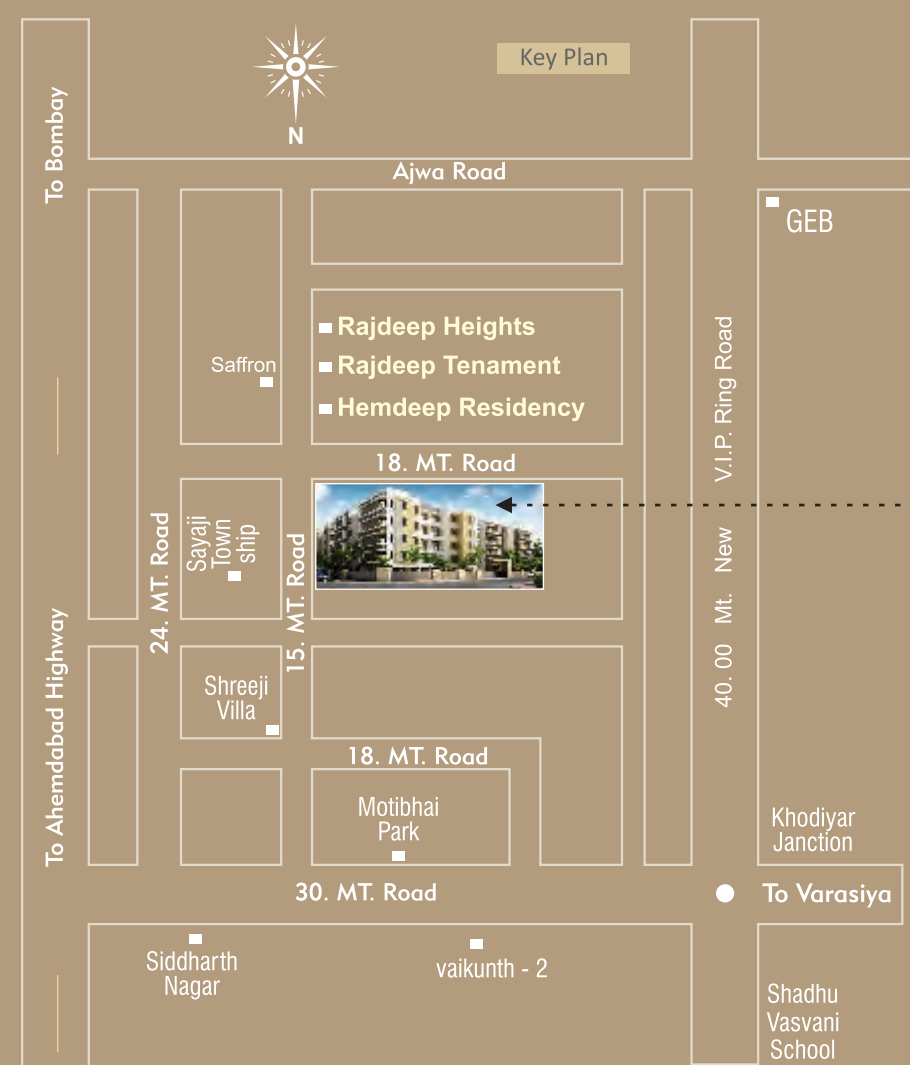 Key Plan
N
To Bombay
Ajwa Road
GEB
Rajdeep Heights
Saffron
Rajdeep Tenament
Hemdeep Residency
18. MT. Road
40. 00 Mt. New V.I.P. Ring Road
24. MT. Road
Sayaji
Town
ship
15. MT. Road
To Ahemdabad Highway
Shreeji
Villa
18. MT. Road
Motibhai
Park
Khodiyar
Janction
30. MT. Road
To Varasiya
Siddharth
Nagar
vaikunth - 2
Shadhu
Vasvani
School